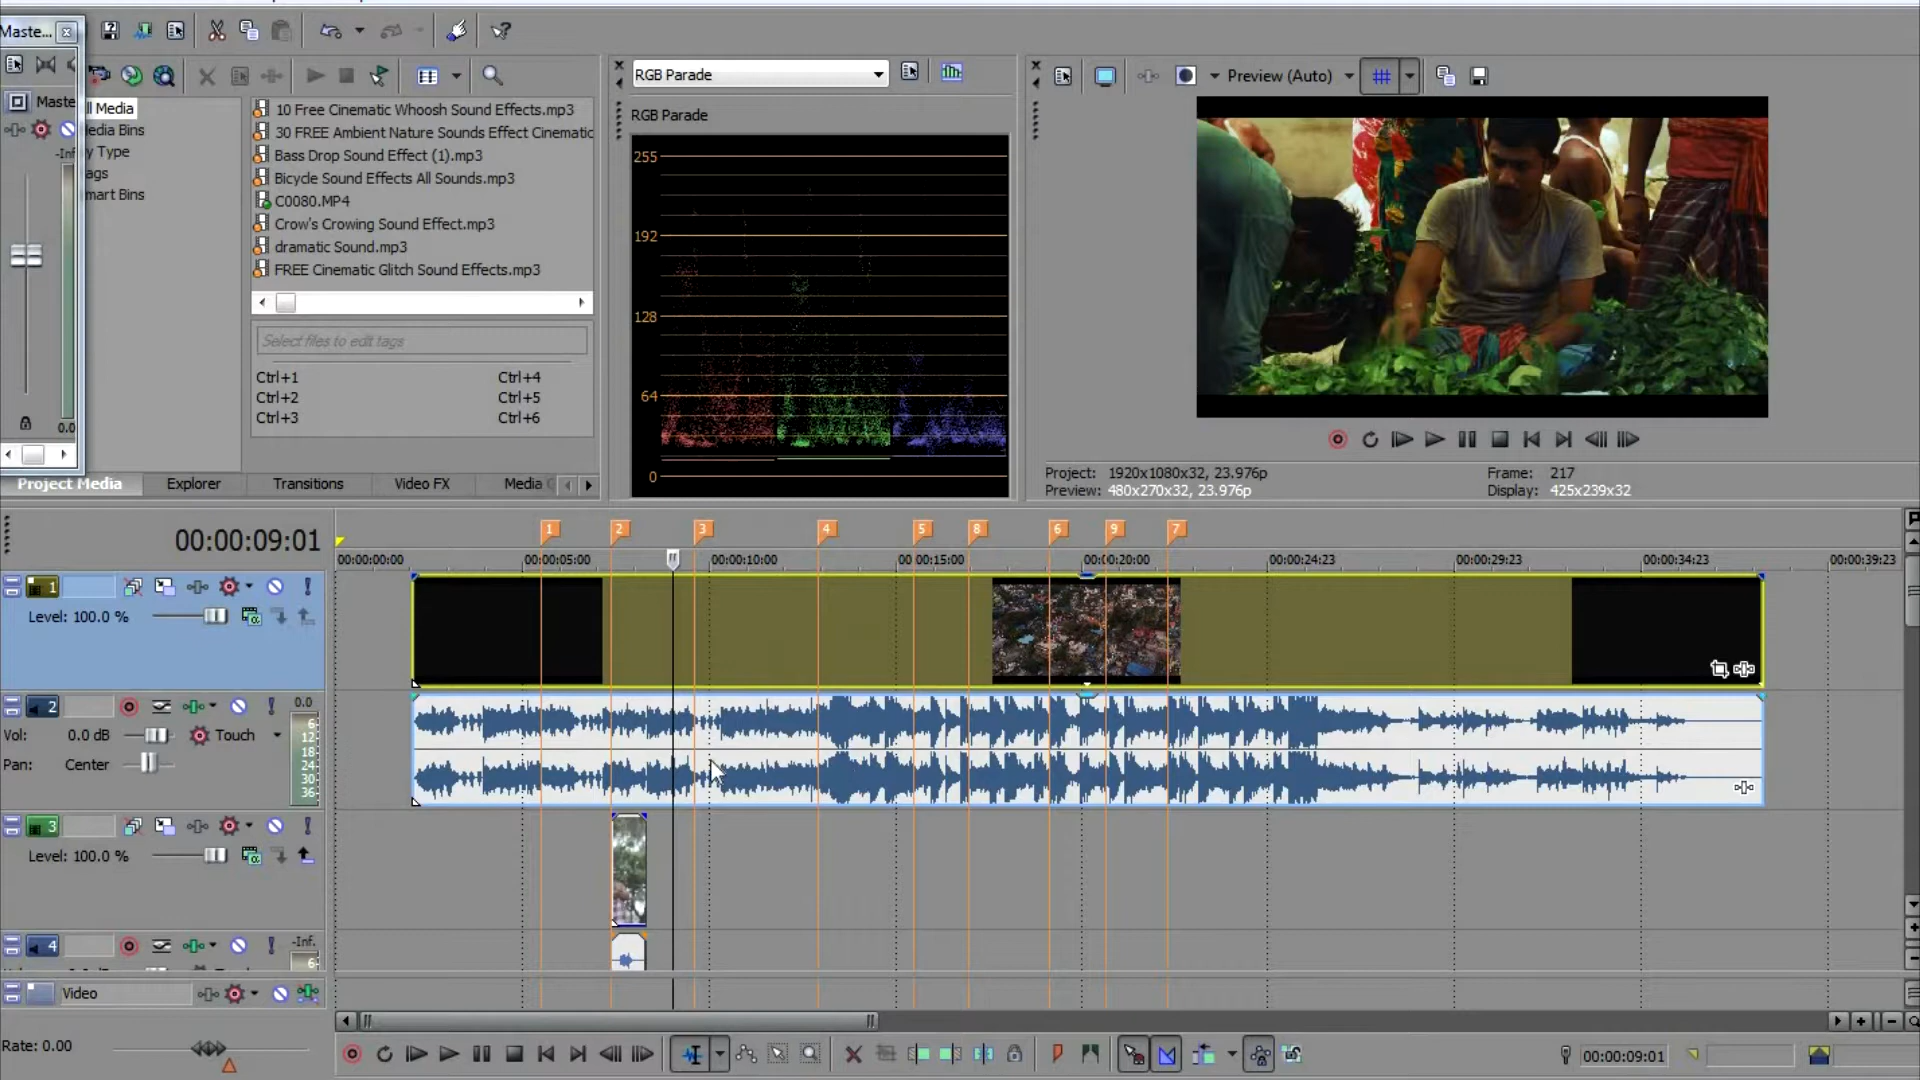 Maste...
Master
ll Media
edia Bins
y Type
ags
mart Bins
-Inf.
0.0
10 Free Cinematic Whoosh Sound Effects.mp3
30 FREE Ambient Nature Sounds Effect Cinematic
Bass Drop Sound Effect (1).mp3
Bicycle Sound Effects All Sounds.mp3
C0080.MP4
Crow's Crowing Sound Effect.mp3
dramatic Sound.mp3
FREE Cinematic Glitch Sound Effects.mp3
Select files to edit tags
Ctrl+1 Ctrl+4
Ctrl+2 Ctrl+5
Ctrl+3 Ctrl+6
Project Media Explorer Transitions Video FX Media
RGB Parade
RGB Parade
255
192
128
64
0
Preview (Auto)
Project: 1920x1080x32, 23.976p Frame: 217
Preview: 480x270x32, 23.976p Display: 425x239x32
00:00:09:01
1 2 3 4 5 8 6 9 7
00:00:00:00 00:00:05:00 00:00:10:00 00:00:15:00 00:00:20:00 00:00:24:23 00:00:29:23 00:00:34:23 00:00:39:23
1
Level: 100.0 %
2 0.0
Vol: 0.0 dB Touch
Pan: Center
6
12
18
24
30
36
3
Level: 100.0 %
4 -Inf.
6
Video
Rate: 0.00
00:00:09:01